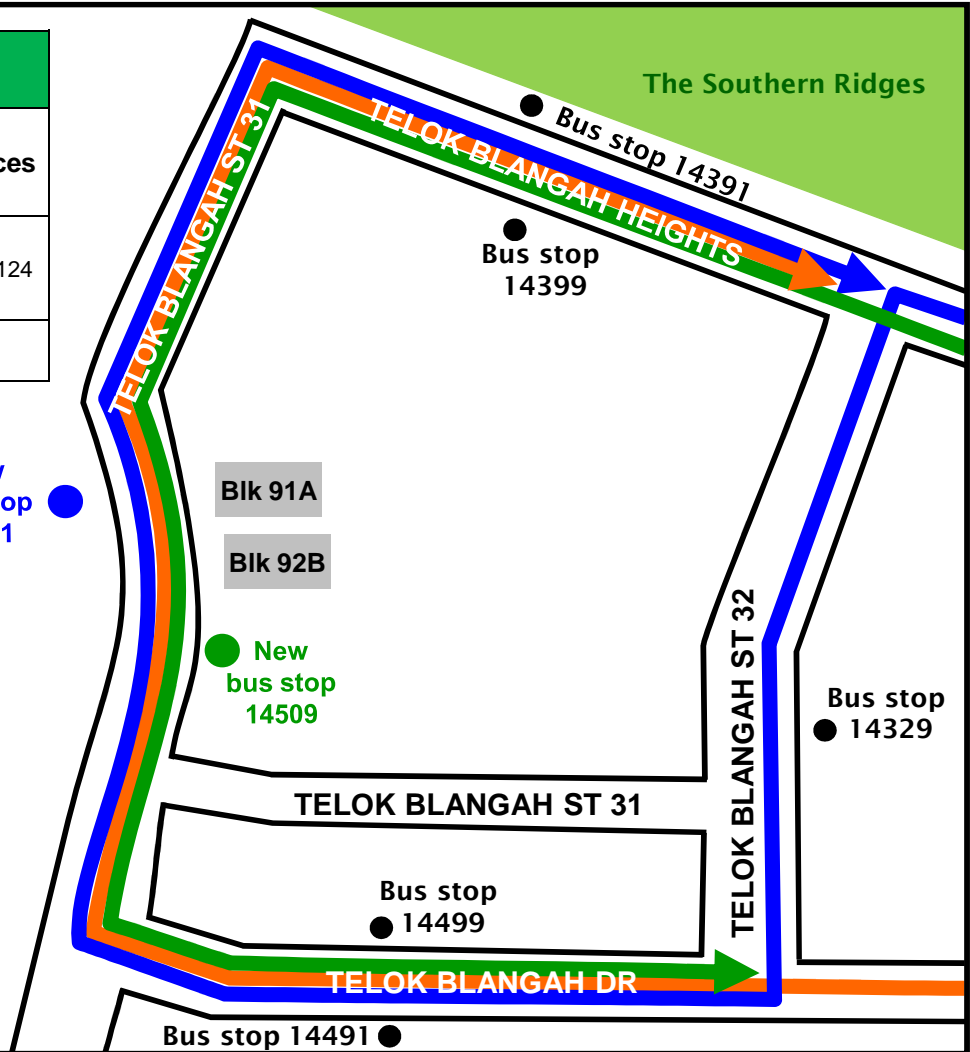 ces
124
op
1
The Southern Ridges
Bus stop 14391
TELOK BLANGAH HEIGHTS
TELOK BLANGAH ST 31
Bus stop
14399
Blk 91A
Blk 92B
New
bus stop
14509
TELOK BLANGAH ST 32
Bus stop
14329
TELOK BLANGAH ST 31
Bus stop
14499
TELOK BLANGAH DR
Bus stop 14491